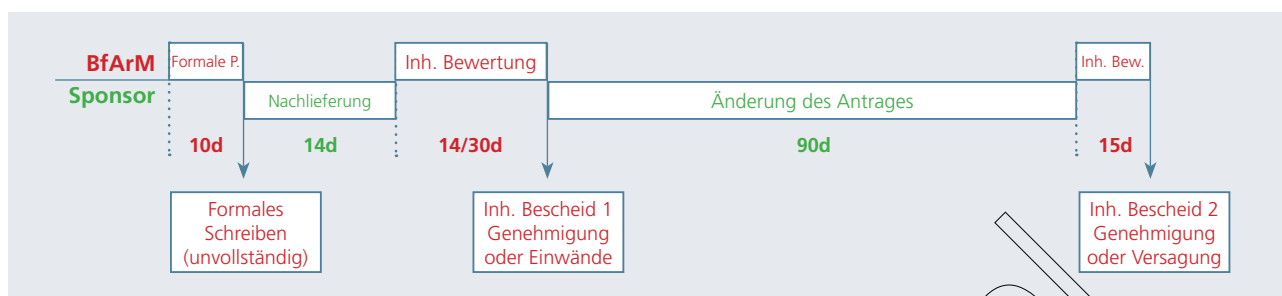 BfArM
Formale P.
Inh. Bewertung
Inh. Bew.
Sponsor
Nachlieferung
Änderung des Antrages
10d
14d
14/30d
90d
15d
Formales
Schreiben
(unvollständig)
Inh. Bescheid 1
Genehmigung
oder Einwände
Inh. Bescheid 2
Genehmigung
oder Versagung